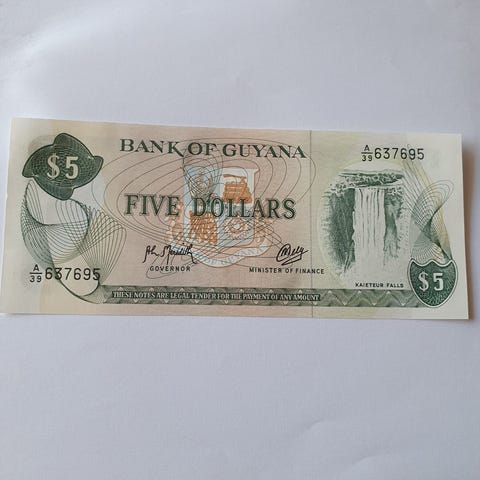 BANK OF GUYANA
$5
A/39 637695
FIVE DOLLARS
GOVERNOR
MINISTER OF FINANCE
A/39 637695
KAIETEUR FALLS
$5
THESE NOTES ARE LEGAL TENDER FOR THE PAYMENT OF ANY AMOUNT